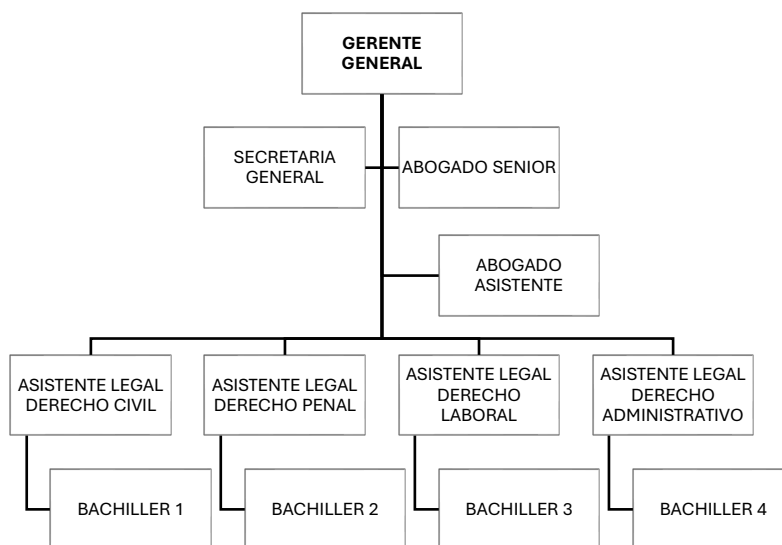 GERENTE
GENERAL
SECRETARIA
GENERAL
ABOGADO SENIOR
ABOGADO
ASISTENTE
ASISTENTE LEGAL
DERECHO CIVIL
ASISTENTE LEGAL
DERECHO PENAL
ASISTENTE LEGAL
DERECHO
LABORAL
ASISTENTE LEGAL
DERECHO
ADMINISTRATIVO
BACHILLER 1
BACHILLER 2
BACHILLER 3
BACHILLER 4